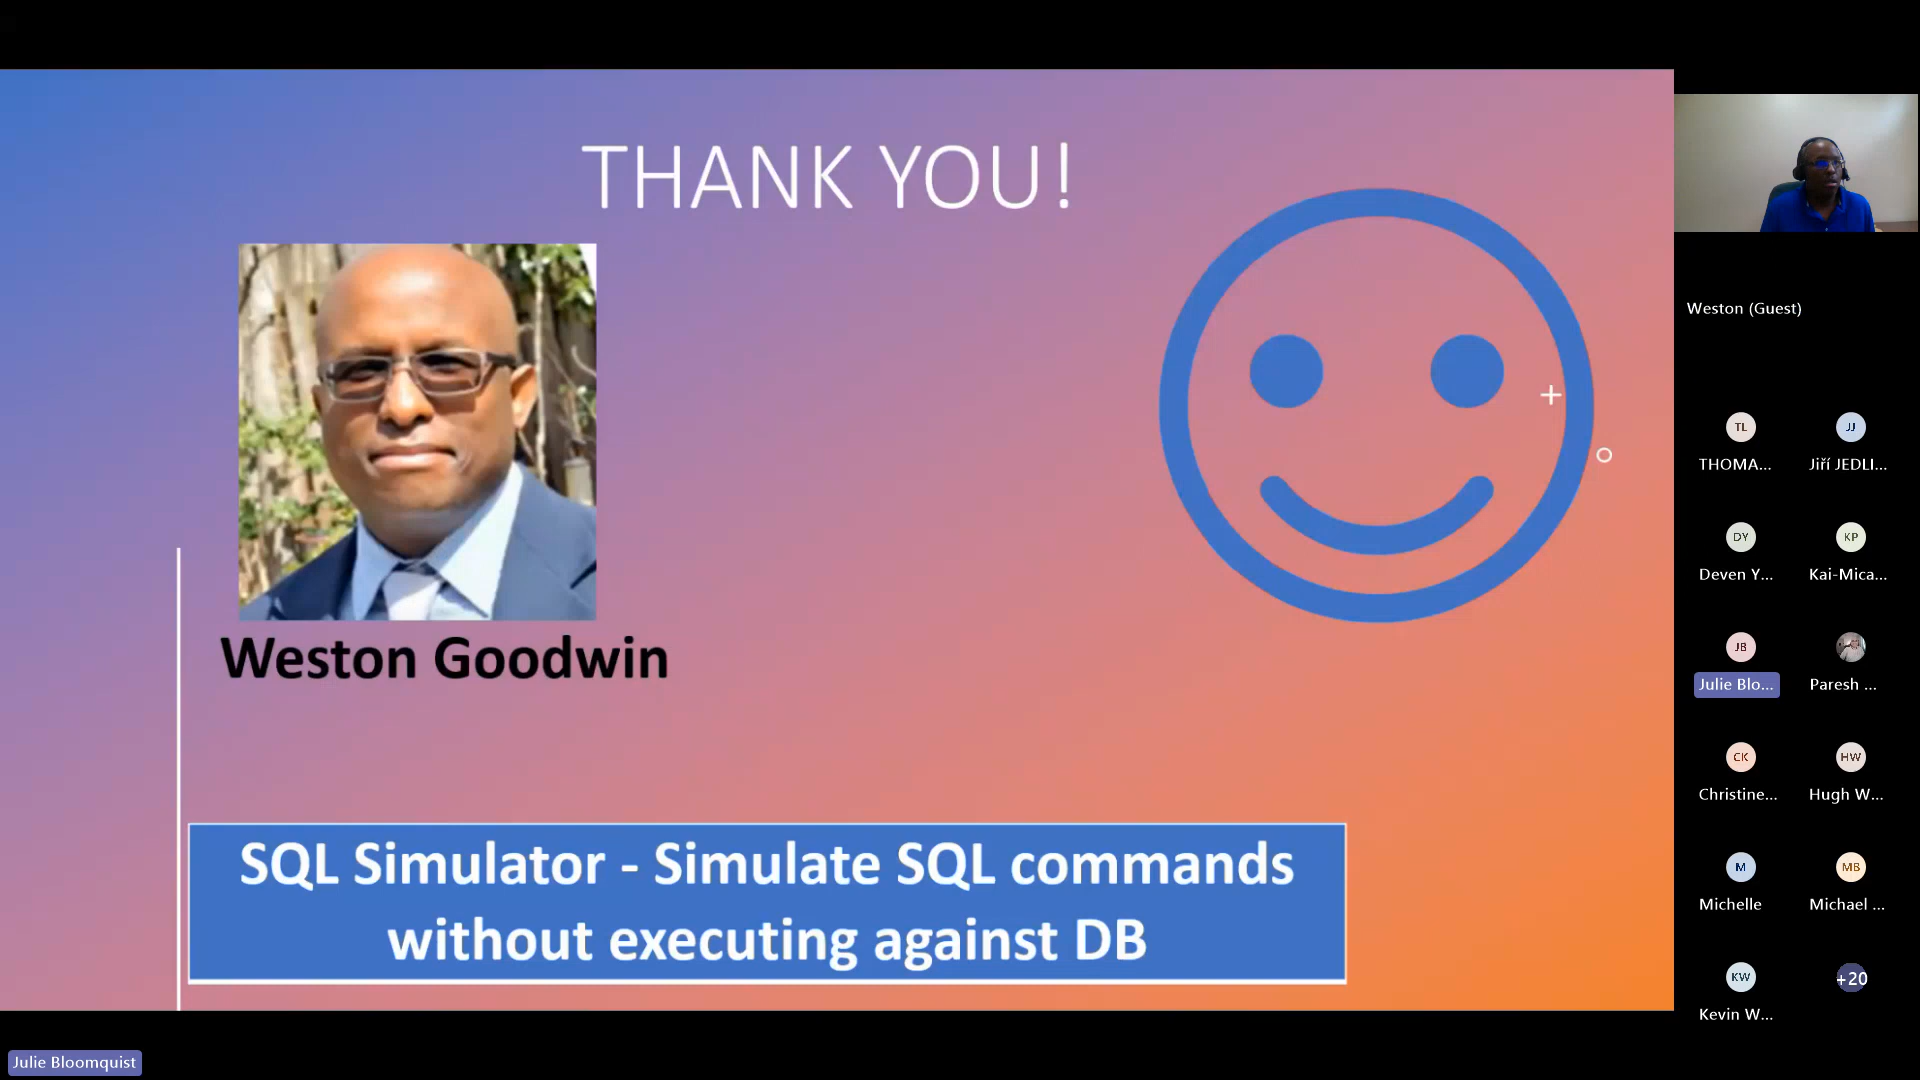 THANK YOU!
Weston Goodwin
SQL Simulator - Simulate SQL commands
without executing against DB
Weston (Guest)
TL
JJ
THOMA...
Jiří JEDLI...
DY
KP
Deven Y...
Kai-Mica...
JB
Julie Blo...
Paresh ...
CK
HW
Christine...
Hugh W...
M
MB
Michelle
Michael ...
KW
+20
Kevin W...
Julie Bloomquist